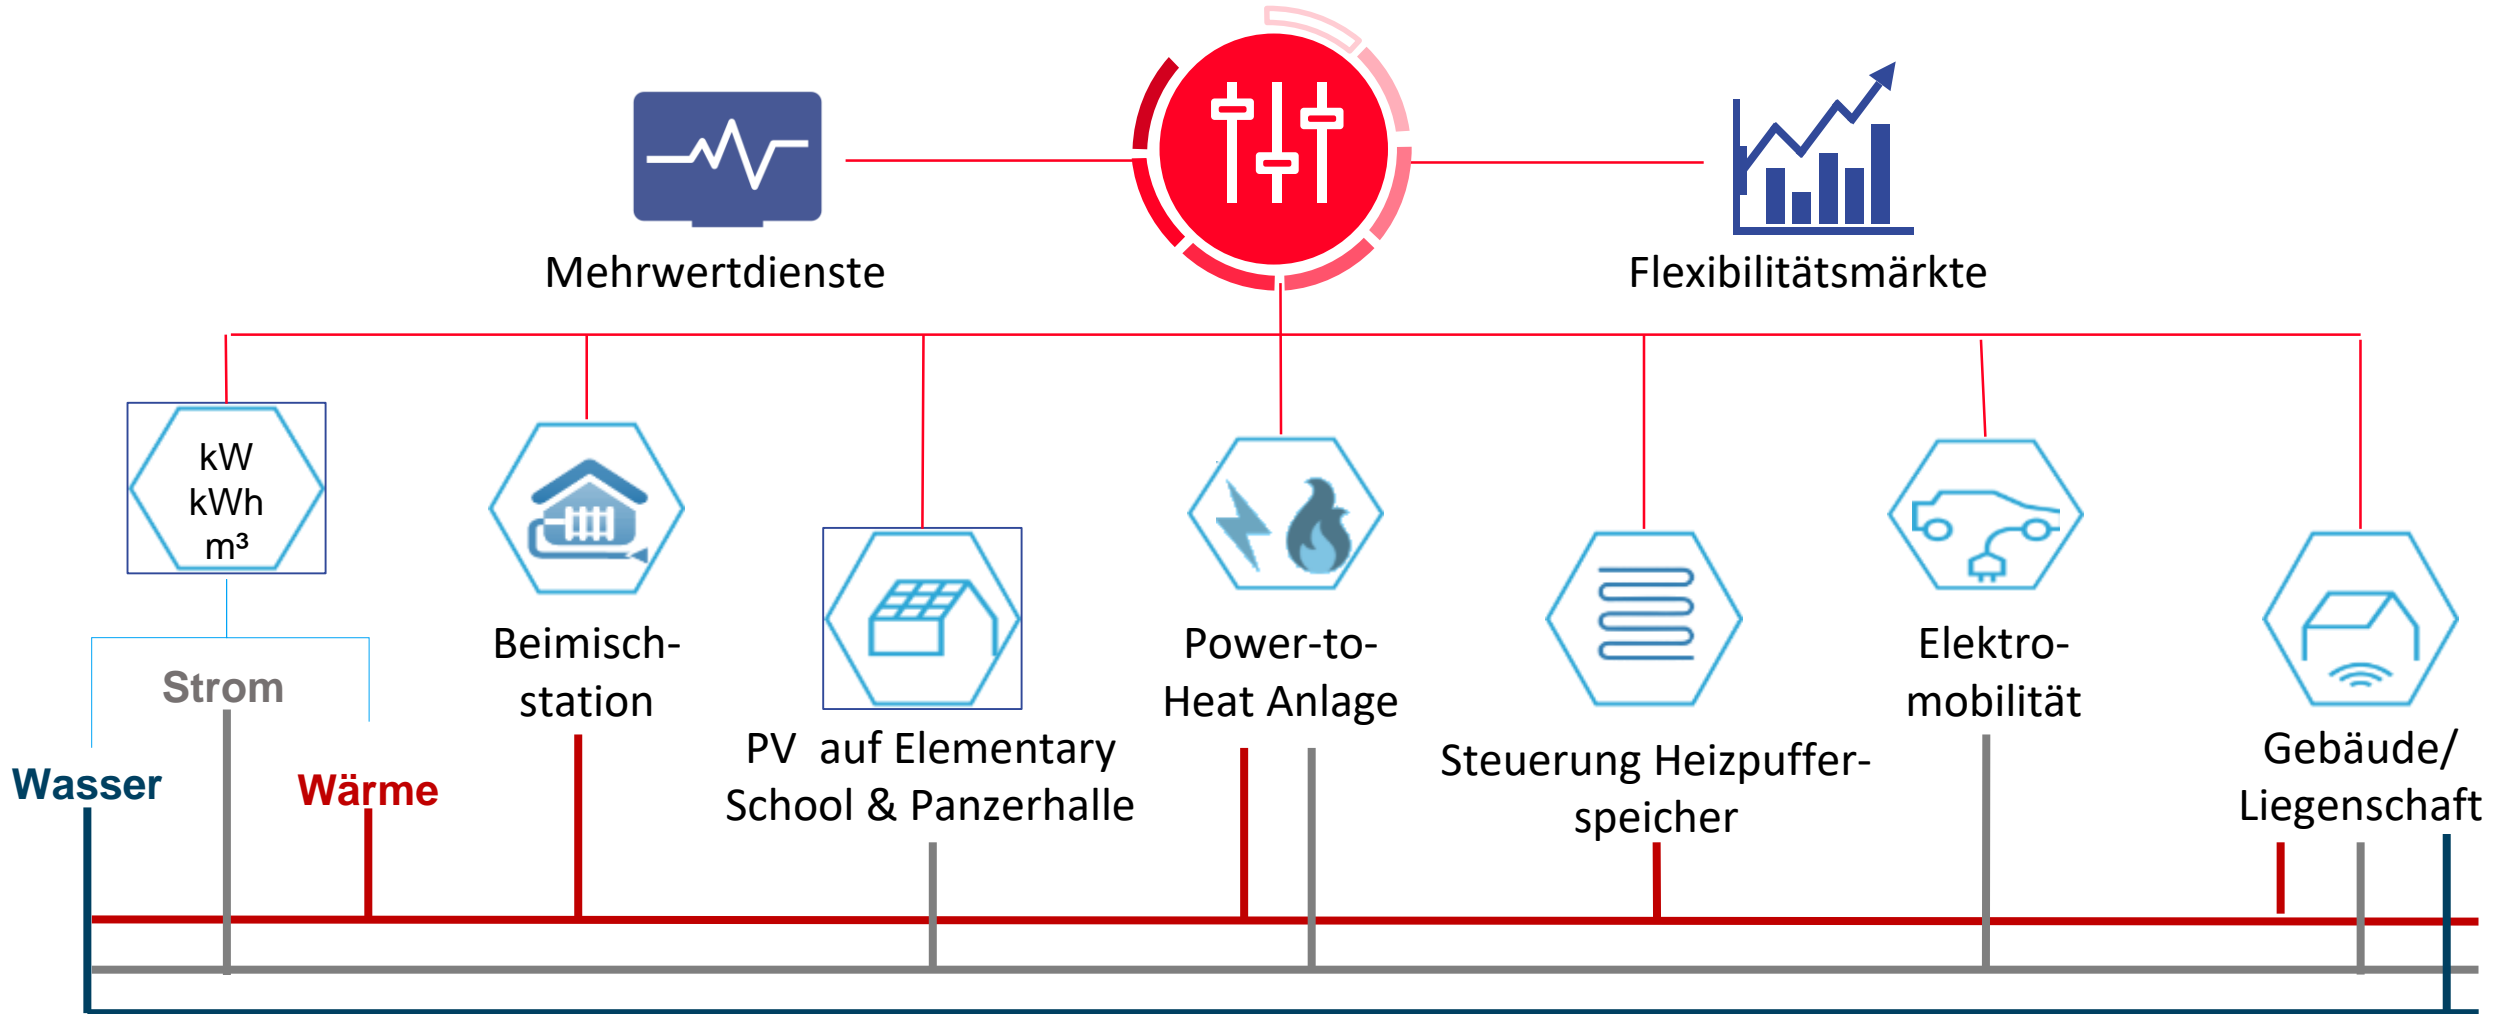 Mehrwertdienste
Flexibilitätsmärkte
kW
kWh
m³
Strom
Wasser
Wärme
Beimisch-
station
PV  auf Elementary
School & Panzerhalle
Power-to-
Heat Anlage
Steuerung Heizpuffer-
speicher
Elektro-
mobilität
Gebäude/
Liegenschaft